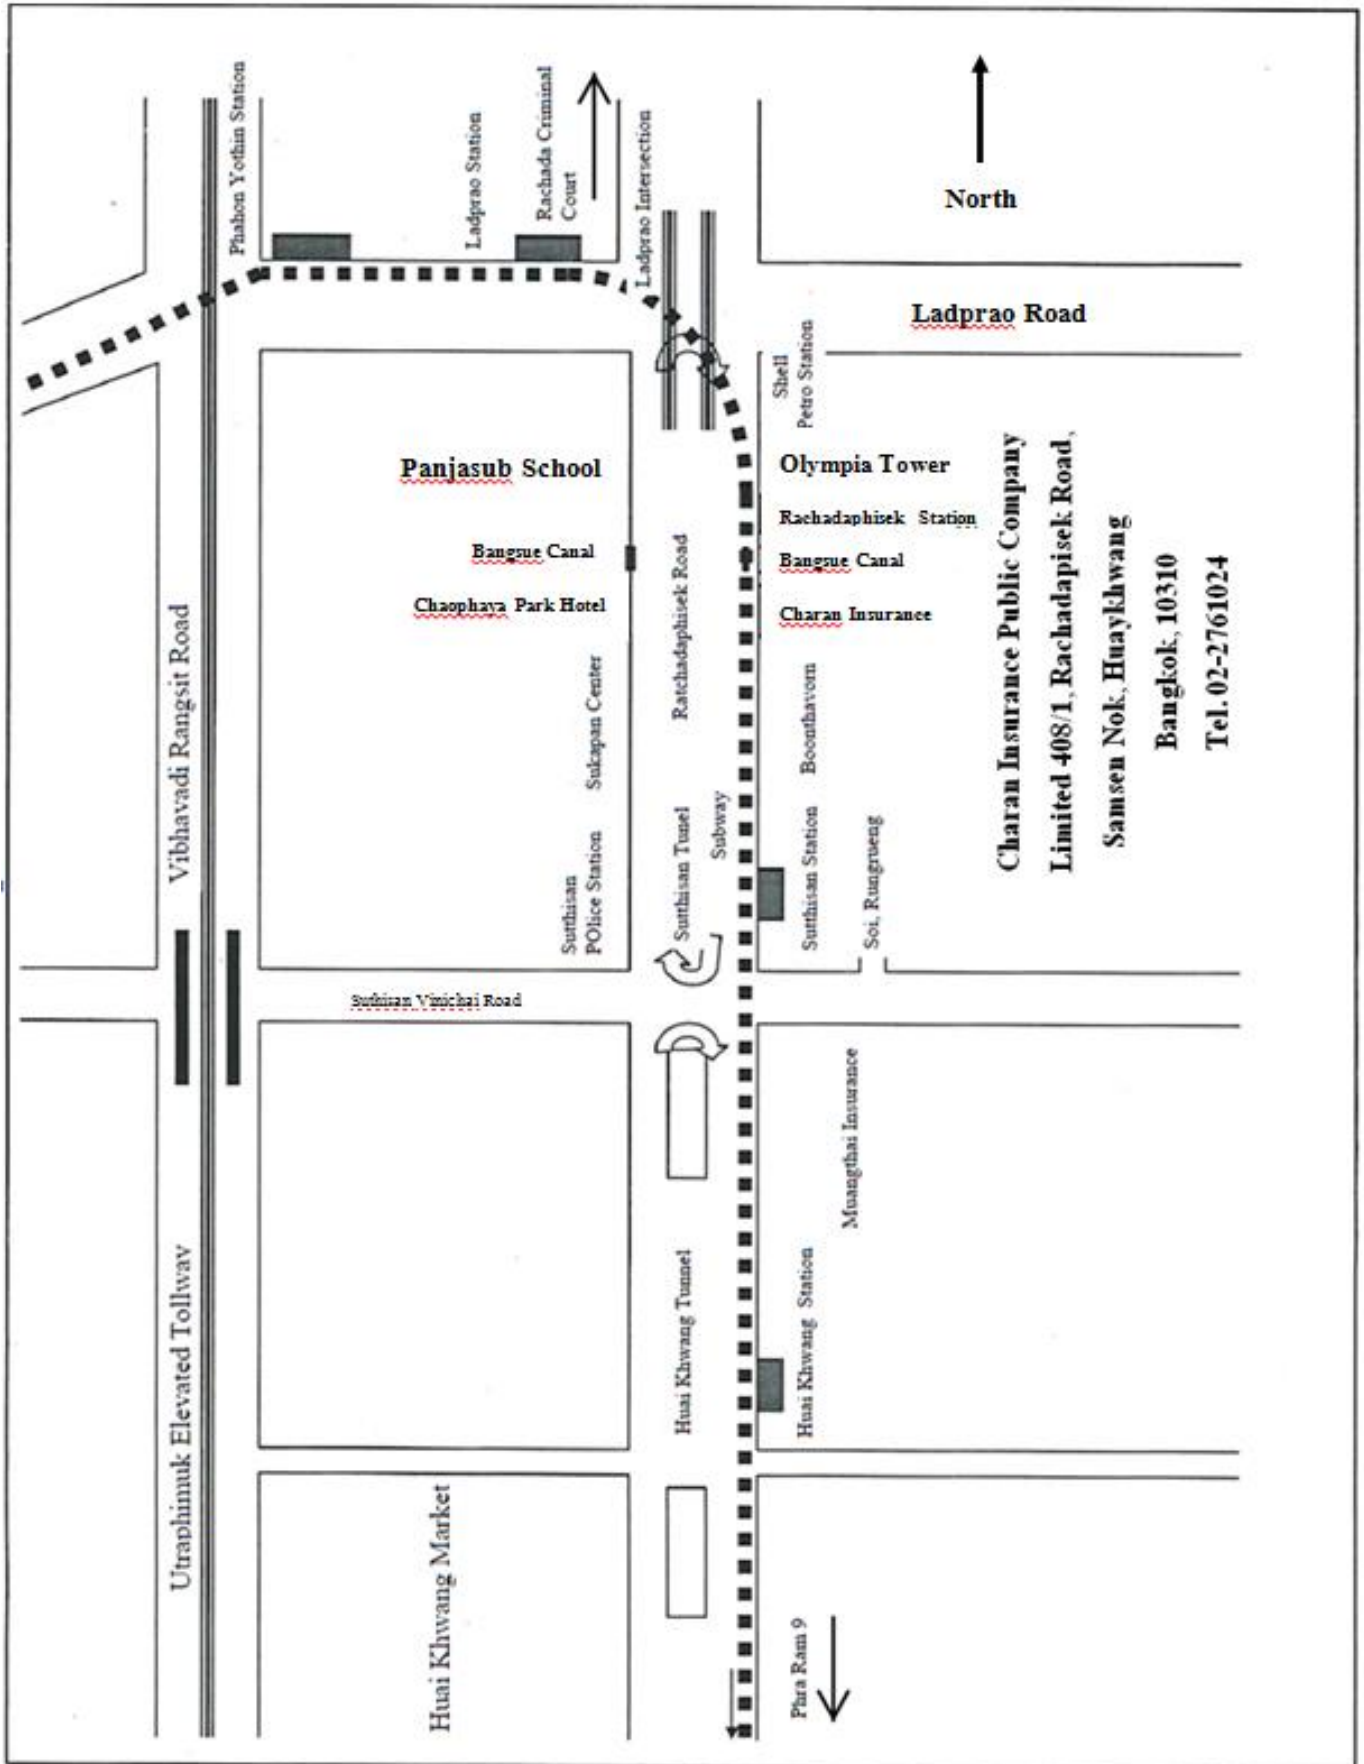 Phahon Yothin Station
Ladprao Station
Rachada Criminal
Court
Ladprao Intersection
North
Ladprao Road
Shell
Petro Station
Panjasub School
Olympia Tower
Rachadaphisek Station
Bangsue Canal
Bangsue Canal
Chaophaya Park Hotel
Charan Insurance
Vibhavadi Rangsit Road
Ratchadaphisek Road
Sukapan Center
Boonthavorn
Charan Insurance Public Company
Limited 408/1, Rachadapisek Road,
Samsen Nok, Huaykhwang
Bangkok, 10310
Tel. 02-2761024
Sutthisan
POlice Station
Sutthisan Tunel
Subway
Sutthisan Station
Soi, Rungrueng
Suthisan Vinichai Road
Muangthai Insurance
Utraphimuk Elevated Tollway
Huai Khwang Tunnel
Huai Khwang Station
Huai Khwang Market
Phra Ram 9